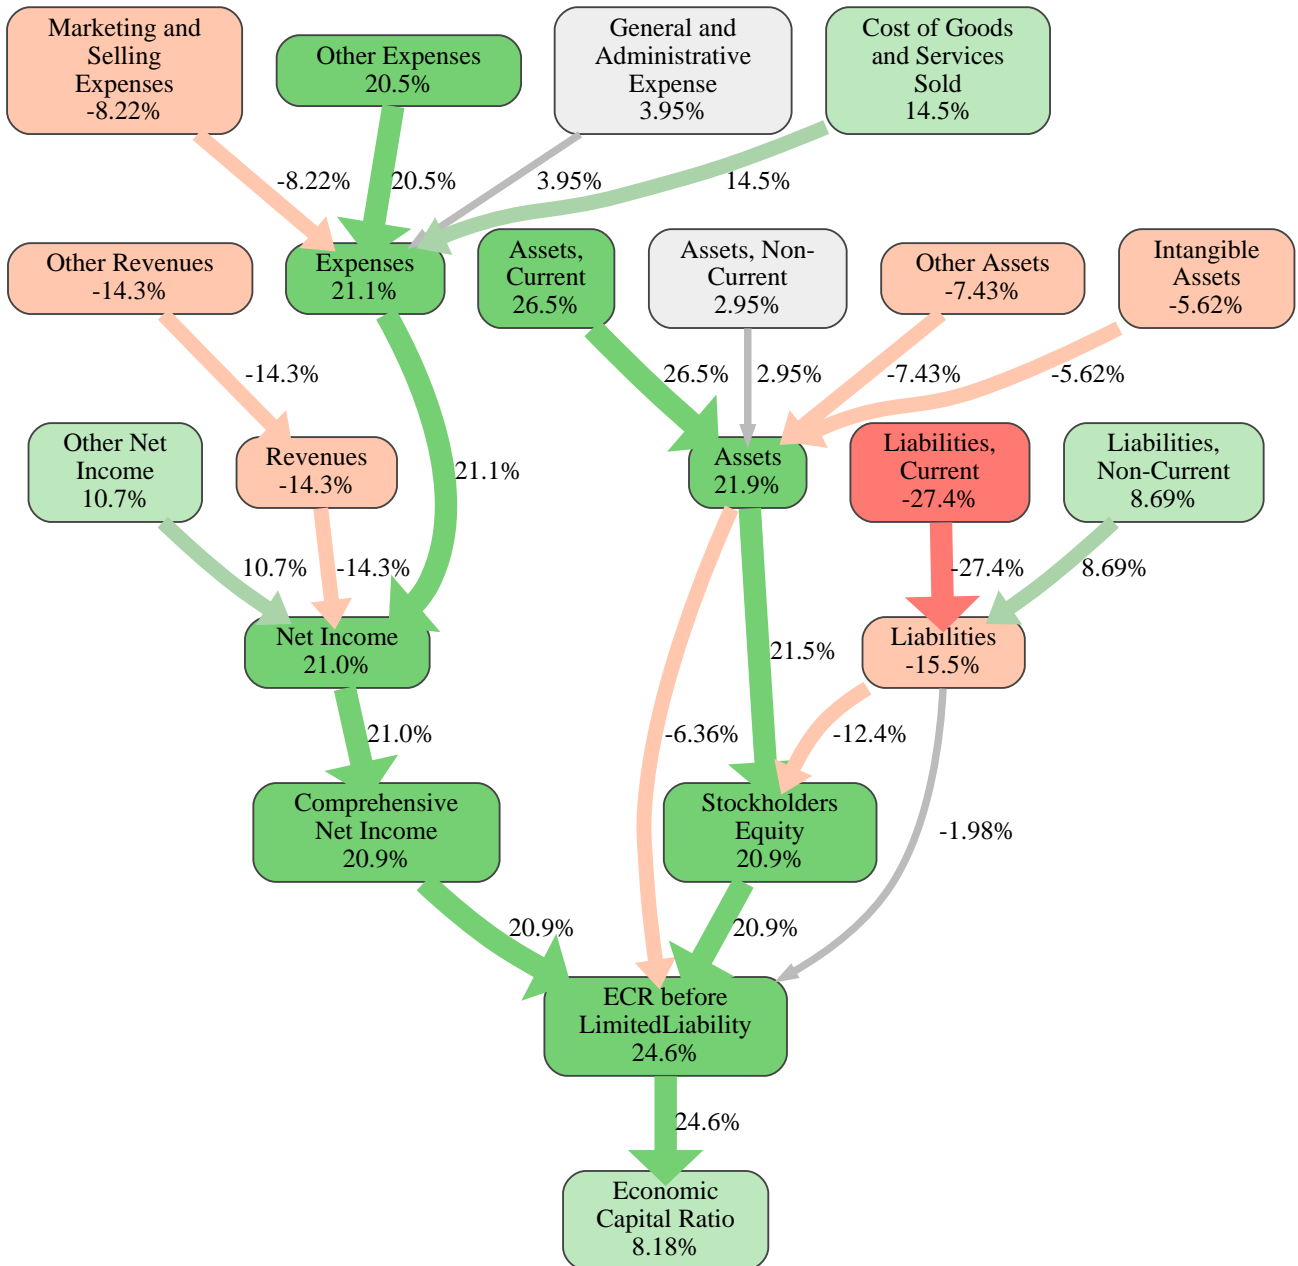 Marketing and
Selling
Expenses
-8.22%
Other Expenses
20.5%
General and
Administrative
Expense
3.95%
Cost of Goods
and Services
Sold
14.5%
-8.22%
20.5%
3.95%
14.5%
Other Revenues
-14.3%
Expenses
21.1%
Assets,
Current
26.5%
Assets, Non-
Current
2.95%
Other Assets
-7.43%
Intangible
Assets
-5.62%
-14.3%
26.5%
2.95%
-7.43%
-5.62%
Other Net
Income
10.7%
Revenues
-14.3%
21.1%
Assets
21.9%
Liabilities,
Current
-27.4%
Liabilities,
Non-Current
8.69%
10.7%
-14.3%
-27.4%
8.69%
Net Income
21.0%
21.5%
Liabilities
-15.5%
21.0%
-6.36%
-12.4%
Comprehensive
Net Income
20.9%
Stockholders
Equity
20.9%
-1.98%
20.9%
20.9%
ECR before
LimitedLiability
24.6%
24.6%
Economic
Capital Ratio
8.18%